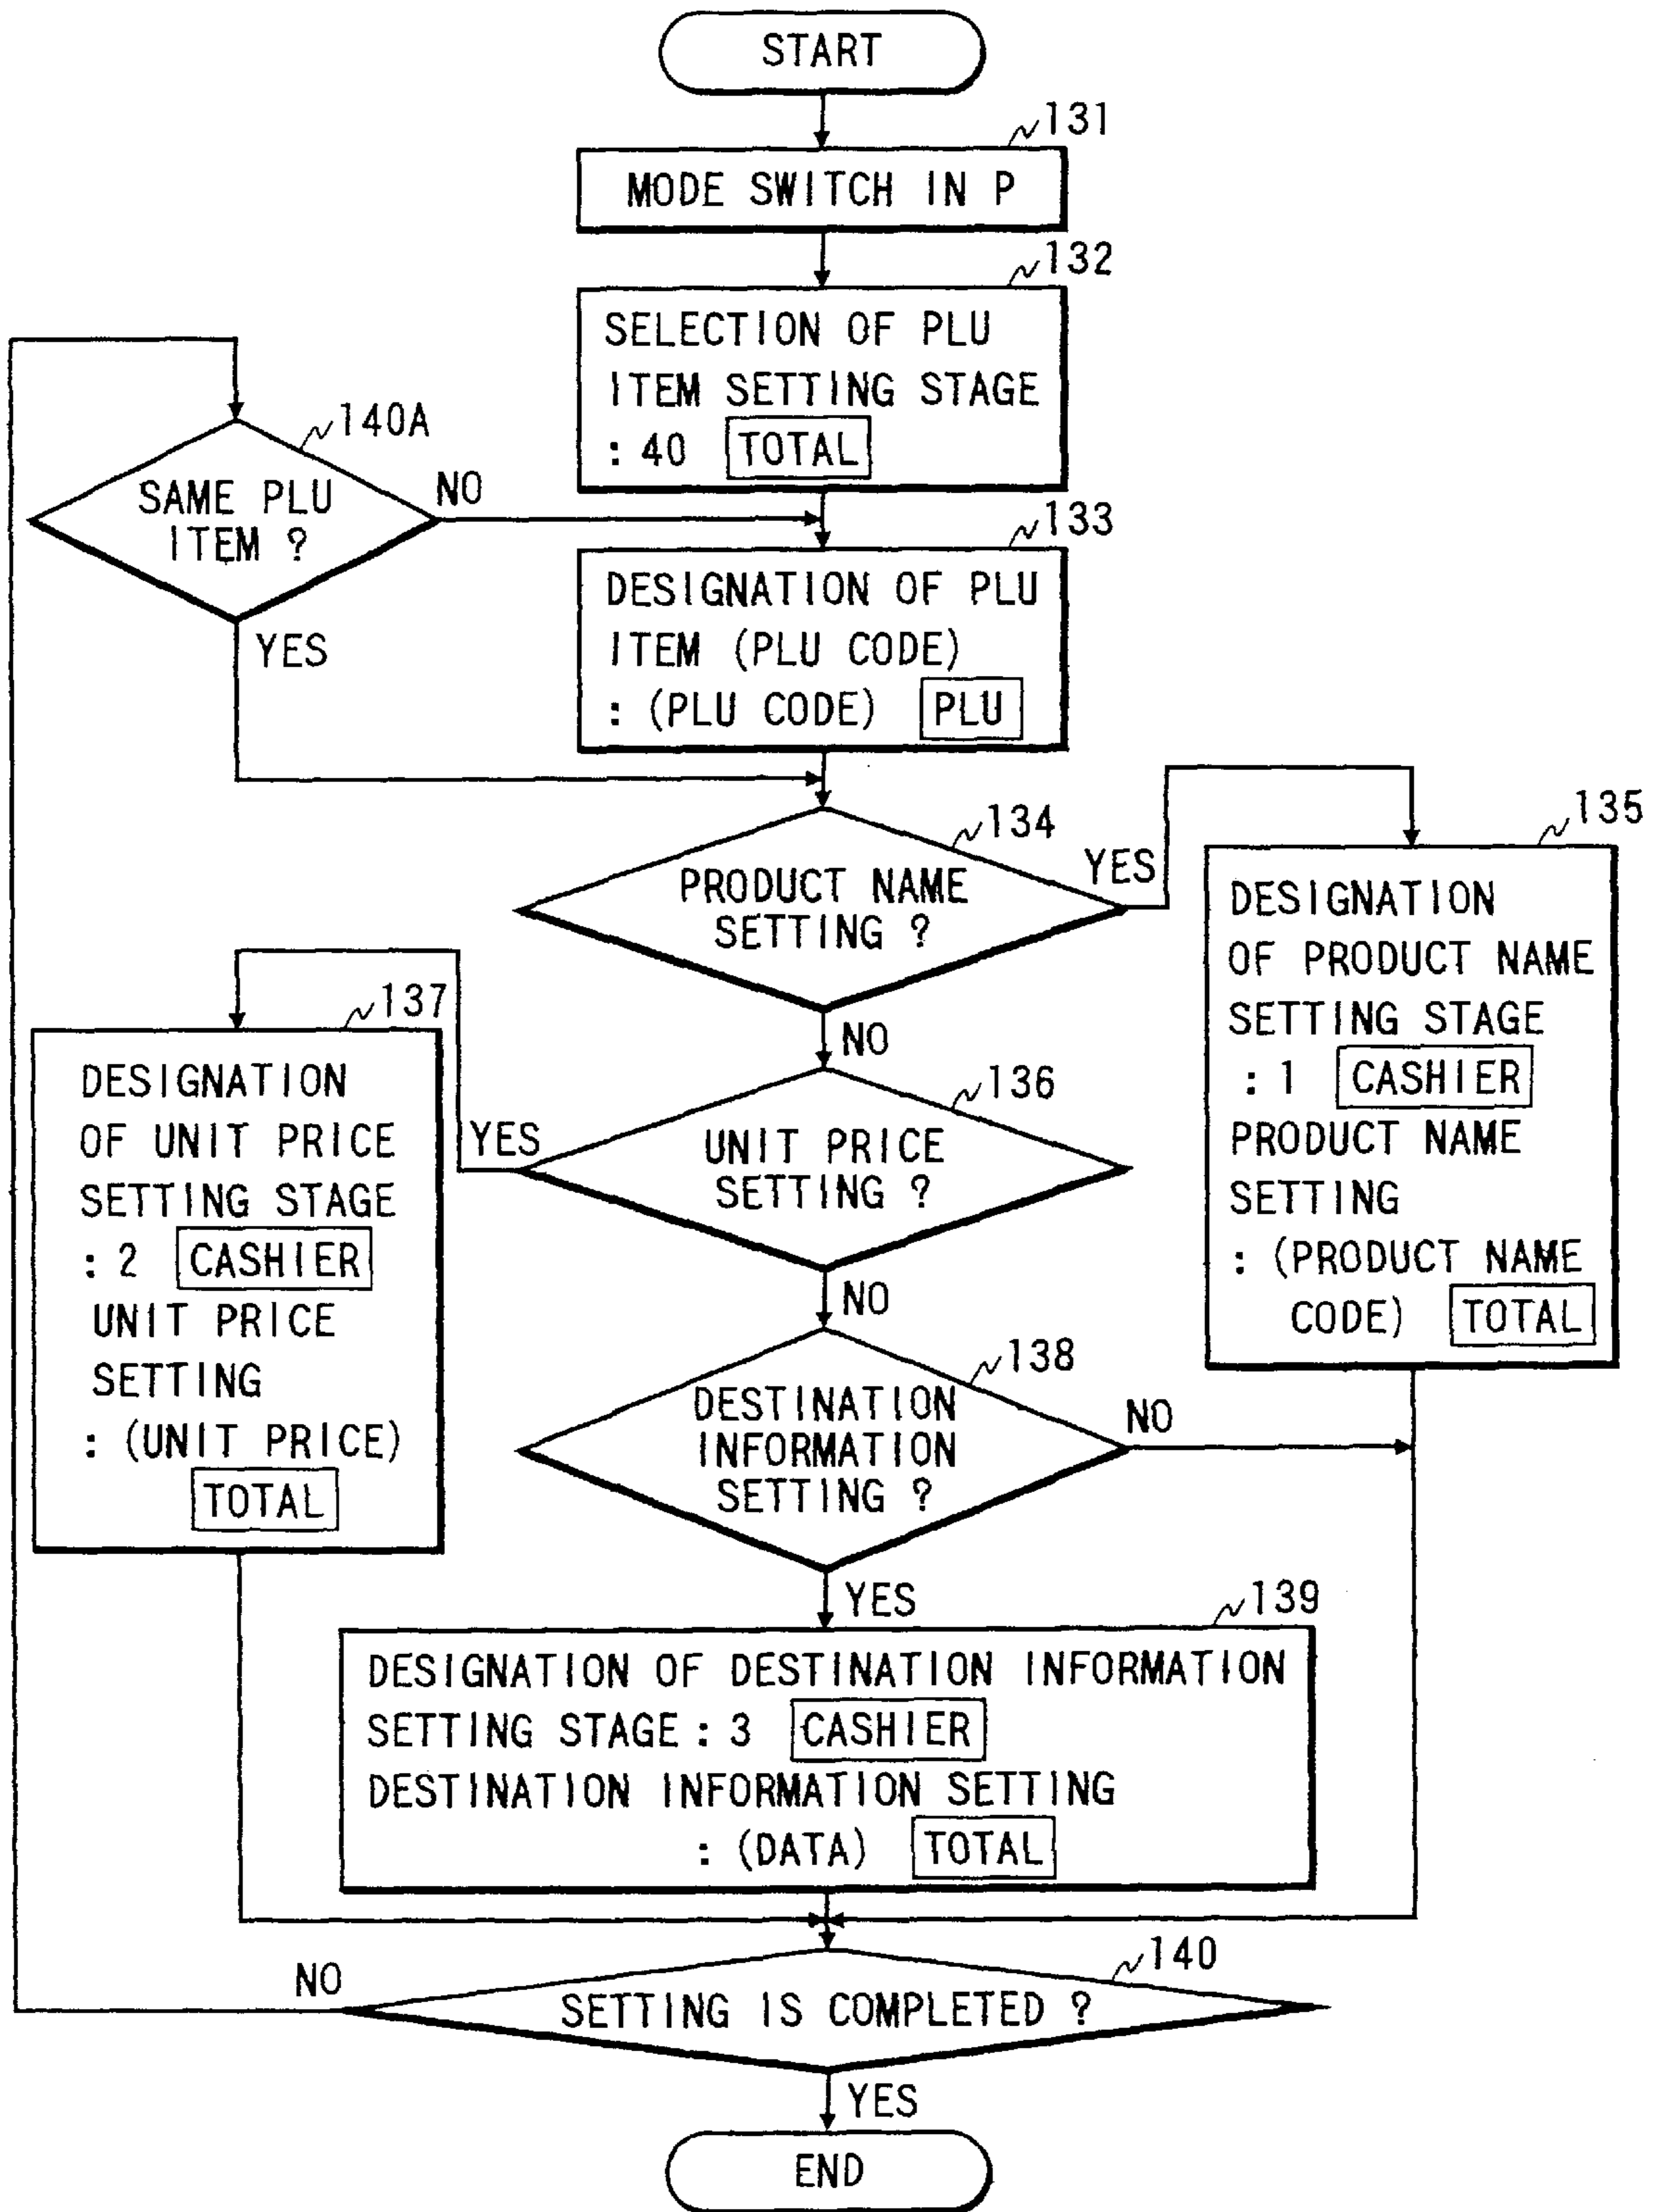 START
131
MODE SWITCH IN P
132
SELECTION OF PLU
ITEM SETTING STAGE
: 40 TOTAL
140A
SAME PLU
ITEM ?
NO
YES
133
DESIGNATION OF PLU
ITEM (PLU CODE)
: (PLU CODE) PLU
134
PRODUCT NAME
SETTING ?
YES
NO
135
DESIGNATION
OF PRODUCT NAME
SETTING STAGE
: 1 CASHIER
PRODUCT NAME
SETTING
: (PRODUCT NAME
CODE) TOTAL
136
UNIT PRICE
SETTING ?
YES
NO
137
DESIGNATION
OF UNIT PRICE
SETTING STAGE
: 2 CASHIER
UNIT PRICE
SETTING
: (UNIT PRICE)
TOTAL
138
DESTINATION
INFORMATION
SETTING ?
NO
YES
139
DESIGNATION OF DESTINATION INFORMATION
SETTING STAGE : 3 CASHIER
DESTINATION INFORMATION SETTING
: (DATA) TOTAL
140
SETTING IS COMPLETED ?
NO
YES
END